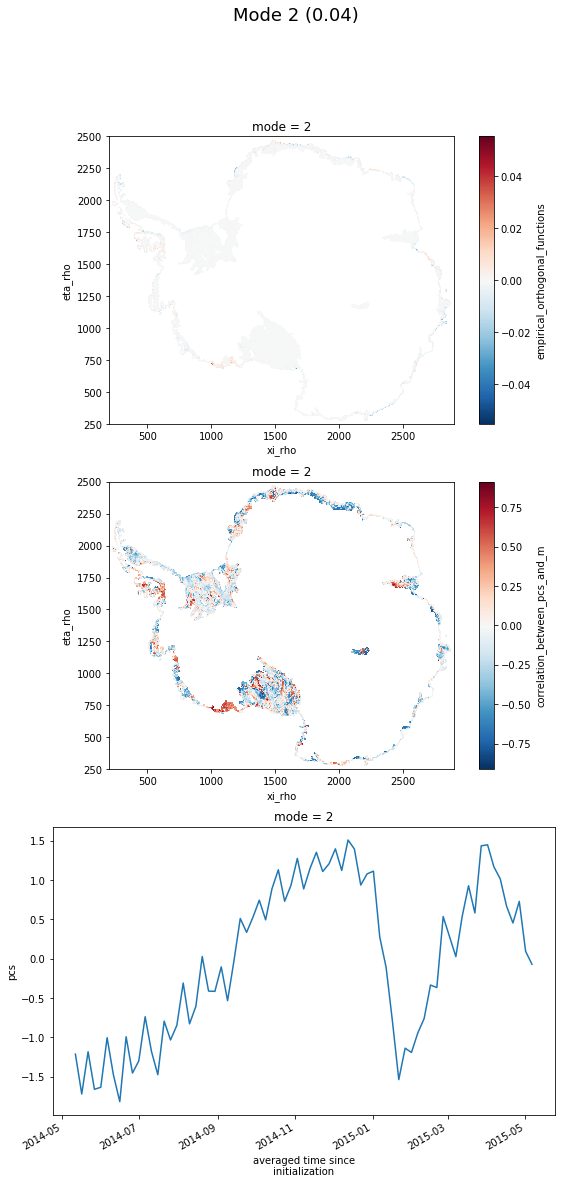 Mode 2 (0.04)
mode = 2
2500
2250
2000
1750
1500
1250
1000
750
500
250
eta_rho
500 1000 1500 2000 2500
xi_rho
0.04
0.02
0.00
−0.02
−0.04
empirical_orthogonal_functions
mode = 2
2500
2250
2000
1750
1500
1250
1000
750
500
250
eta_rho
500 1000 1500 2000 2500
xi_rho
0.75
0.50
0.25
0.00
−0.25
−0.50
−0.75
correlation_between_pcs_and_m
mode = 2
1.5
1.0
0.5
0.0
−0.5
−1.0
−1.5
pcs
2014-05 2014-07 2014-09 2014-11 2015-01 2015-03 2015-05
averaged time since
initialization